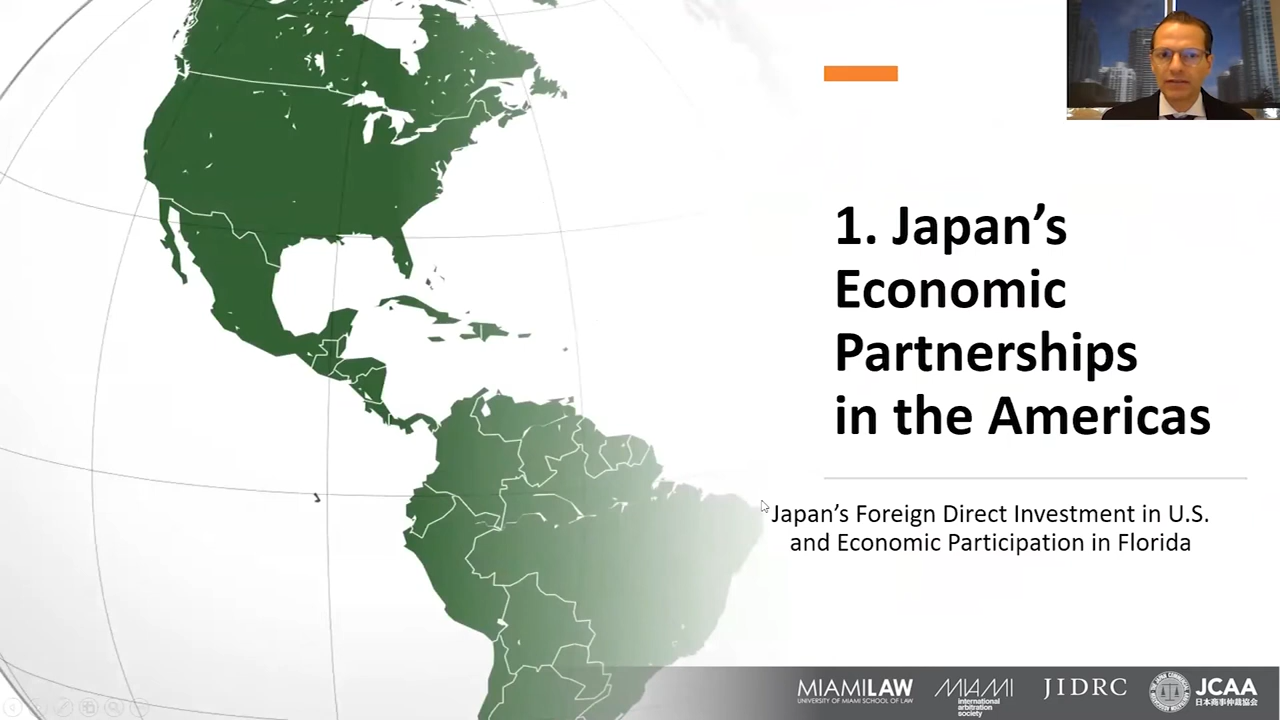 1. Japan’s
Economic
Partnerships
in the Americas
Japan’s Foreign Direct Investment in U.S.
and Economic Participation in Florida
MIAMILAW
UNIVERSITY OF MIAMI SCHOOL OF LAW
MIAMI
international
arbitration
society
JIDRC
JCAA
日本商事仲裁協会